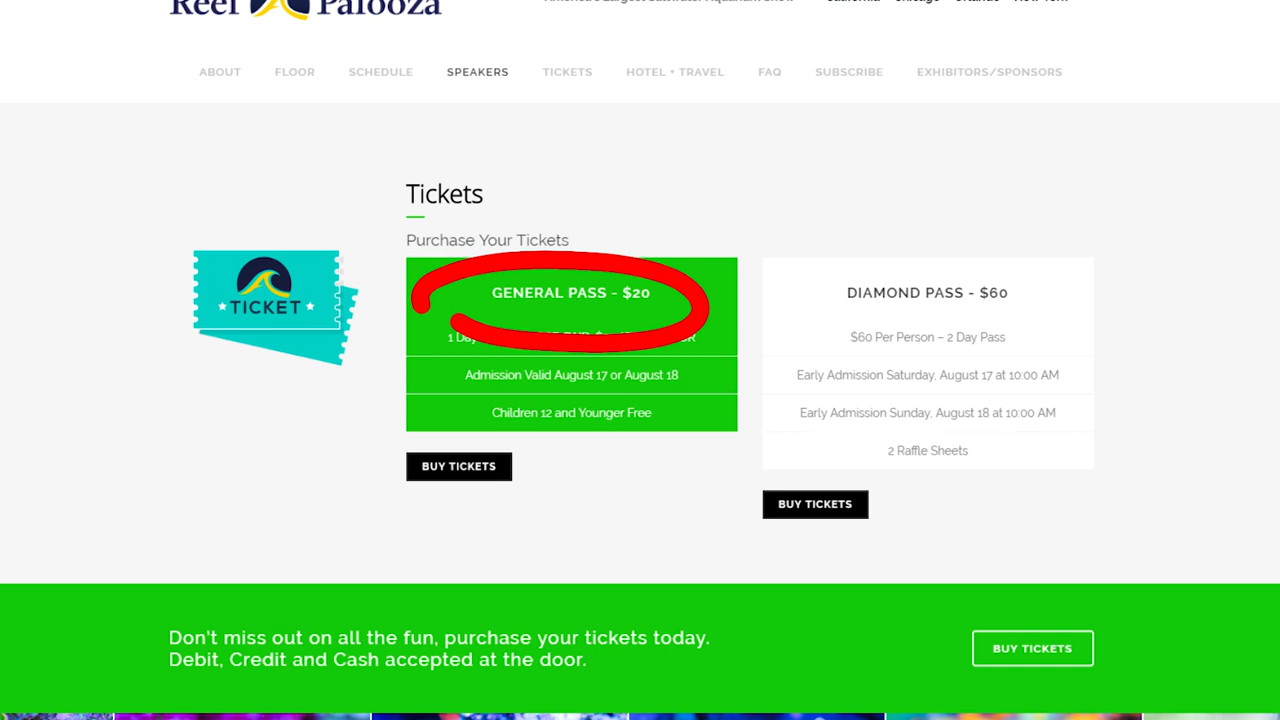 Reef Palooza
ABOUT FLOOR SCHEDULE SPEAKERS TICKETS HOTEL + TRAVEL FAQ SUBSCRIBE EXHIBITORS/SPONSORS
Tickets
Purchase Your Tickets
TICKET
GENERAL PASS - $20
1 Day
Admission Valid August 17 or August 18
Children 12 and Younger Free
BUY TICKETS
DIAMOND PASS - $60
$60 Per Person – 2 Day Pass
Early Admission Saturday, August 17 at 10:00 AM
Early Admission Sunday, August 18 at 10:00 AM
2 Raffle Sheets
BUY TICKETS
Don't miss out on all the fun, purchase your tickets today.
Debit, Credit and Cash accepted at the door.
BUY TICKETS